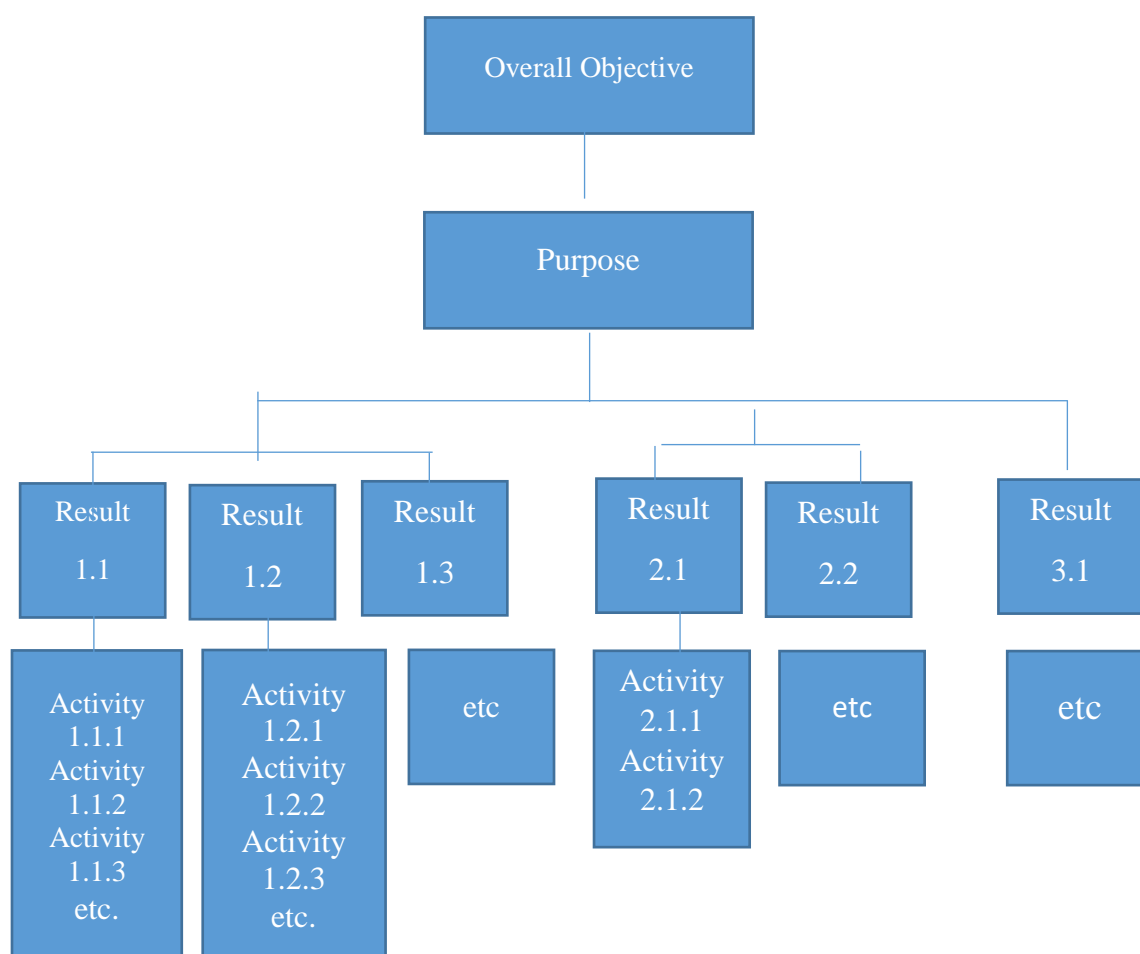 Overall Objective
Purpose
Result
1.1
Result
1.2
Result
1.3
Result
2.1
Result
2.2
Result
3.1
Activity
1.1.1
Activity
1.1.2
Activity
1.1.3
etc.
Activity
1.2.1
Activity
1.2.2
Activity
1.2.3
etc.
etc
Activity
2.1.1
Activity
2.1.2
etc
etc